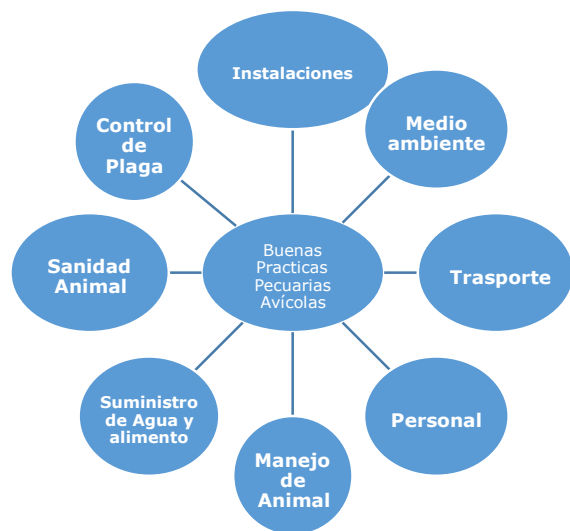 Instalaciones
Medio
ambiente
Control
de
Plaga
Buenas
Practicas
Pecuarias
Avícolas
Sanidad
Animal
Trasporte
Suministro
de Agua y
alimento
Personal
Manejo
de
Animal